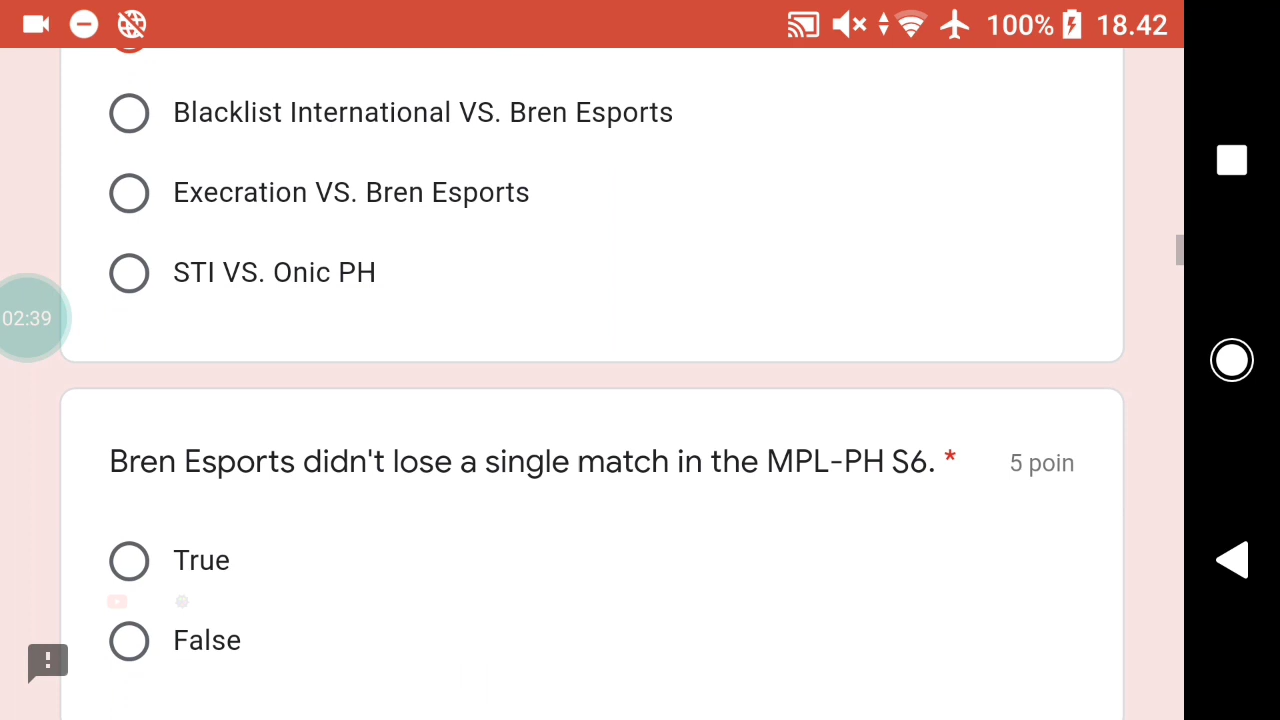 100% 18.42
Blacklist International VS. Bren Esports
Execration VS. Bren Esports
STI VS. Onic PH
02:39
Bren Esports didn't lose a single match in the MPL-PH S6. * 5 poin
True
False